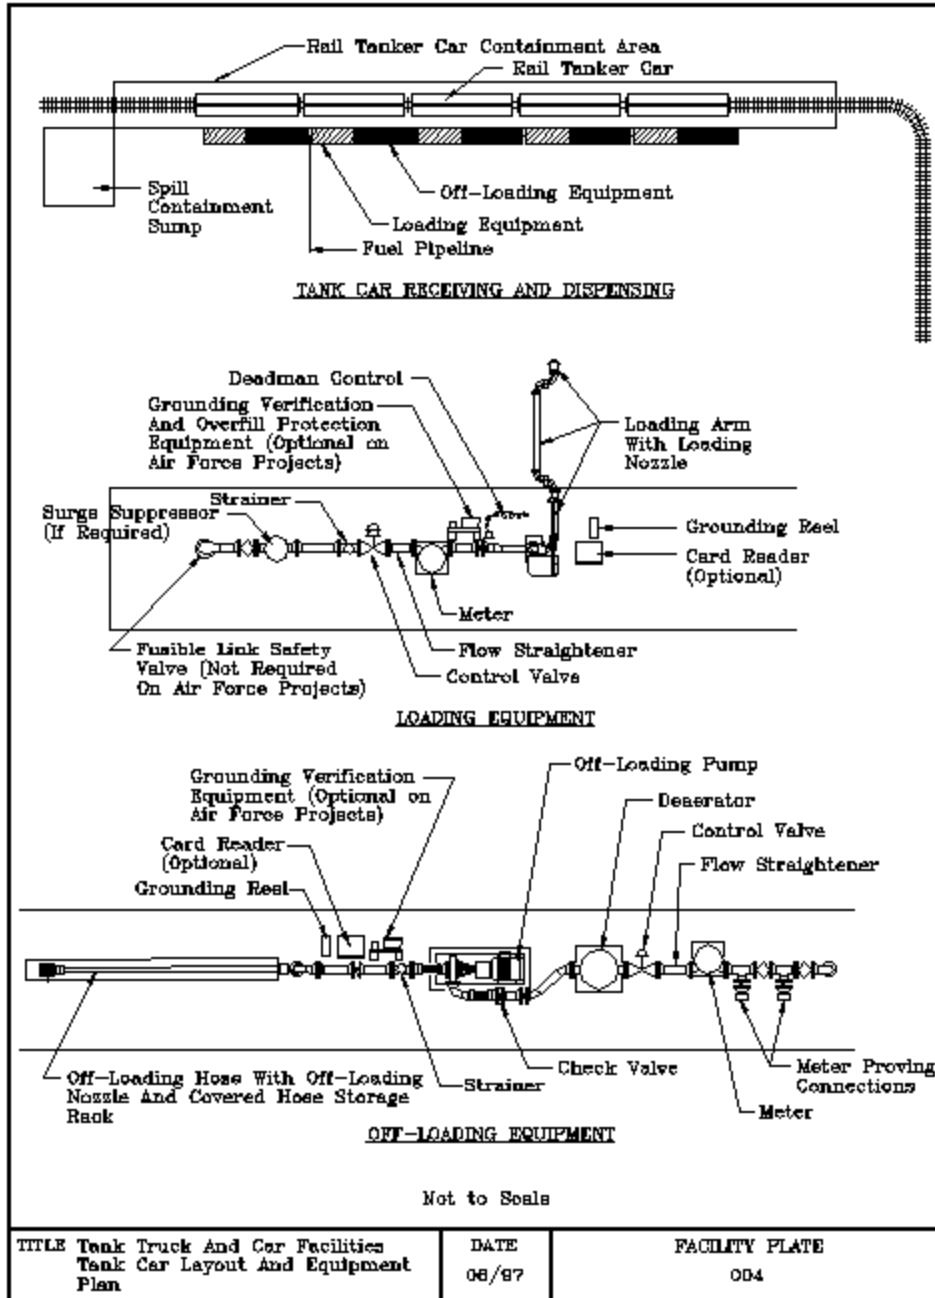 Rail Tanker Car Containment Area
Rail Tanker Car
Spill
Containment
Sump
Off-Loading Equipment
Loading Equipment
Fuel Pipeline
TANK CAR RECEIVING AND DISPENSING
Deadman Control
Grounding Verification
And Overfill Protection
Equipment (Optional on
Air Force Projects)
Loading Arm
With Loading
Nozzle
Strainer
Surge Suppressor
(If Required)
Grounding Reel
Card Reader
(Optional)
Meter
Fusible Link Safety
Valve (Not Required
On Air Force Projects)
Flow Straightener
Control Valve
LOADING EQUIPMENT
Off-Loading Pump
Grounding Verification
Equipment (Optional on
Air Force Projects)
Deaerator
Control Valve
Card Reader
(Optional)
Flow Straightener
Grounding Reel
Off-Loading Hose With Off-Loading
Nozzle And Covered Hose Storage
Rack
Strainer
Check Valve
Meter Proving
Connections
Meter
OFF-LOADING EQUIPMENT
Not to Scale
TITLE Tank Truck And Car Facilities
Tank Car Layout And Equipment
Plan
DATE
06/97
FACILITY PLATE
004